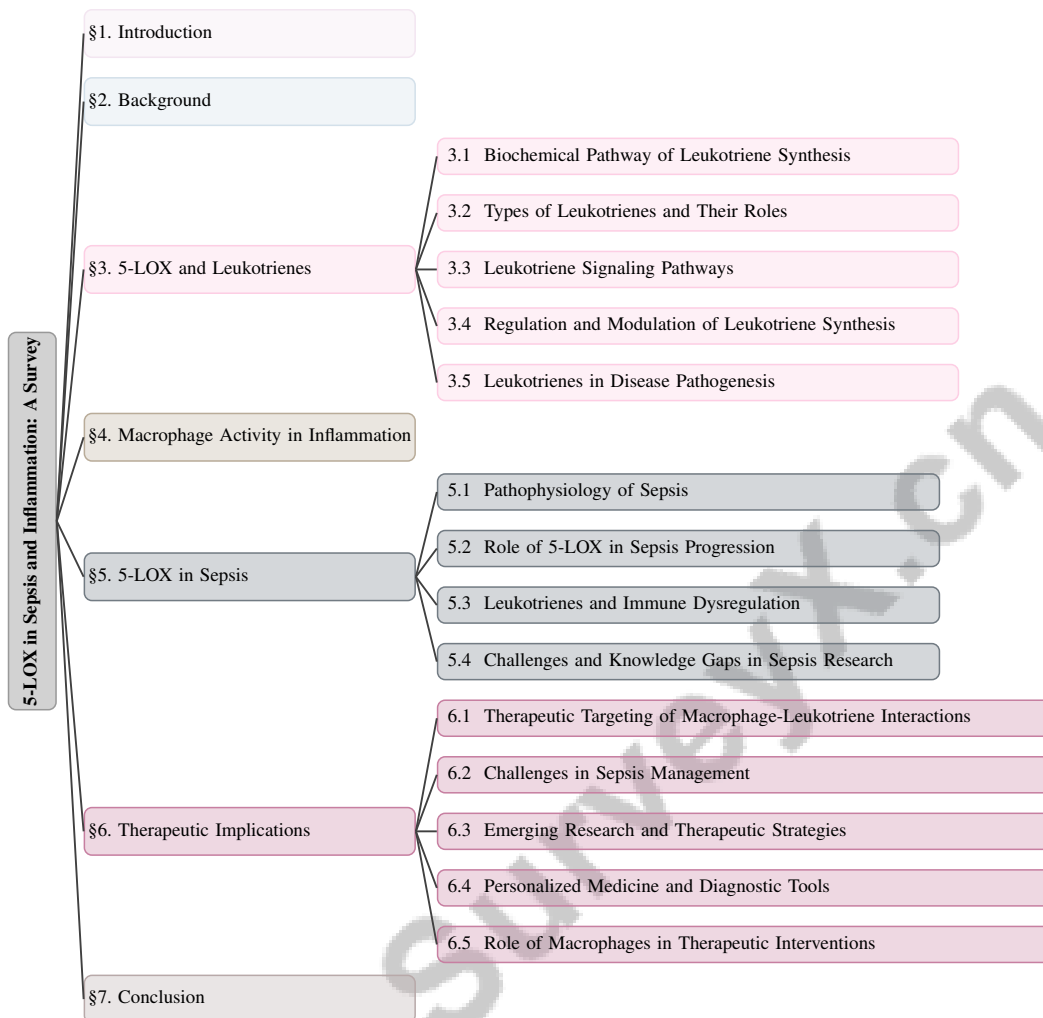 5-LOX in Sepsis and Inflammation: A Survey
§1. Introduction
§2. Background
§3. 5-LOX and Leukotrienes
3.1 Biochemical Pathway of Leukotriene Synthesis
3.2 Types of Leukotrienes and Their Roles
3.3 Leukotriene Signaling Pathways
3.4 Regulation and Modulation of Leukotriene Synthesis
3.5 Leukotrienes in Disease Pathogenesis
§4. Macrophage Activity in Inflammation
§5. 5-LOX in Sepsis
5.1 Pathophysiology of Sepsis
5.2 Role of 5-LOX in Sepsis Progression
5.3 Leukotrienes and Immune Dysregulation
5.4 Challenges and Knowledge Gaps in Sepsis Research
§6. Therapeutic Implications
6.1 Therapeutic Targeting of Macrophage-Leukotriene Interactions
6.2 Challenges in Sepsis Management
6.3 Emerging Research and Therapeutic Strategies
6.4 Personalized Medicine and Diagnostic Tools
6.5 Role of Macrophages in Therapeutic Interventions
§7. Conclusion
SurveyX.cn